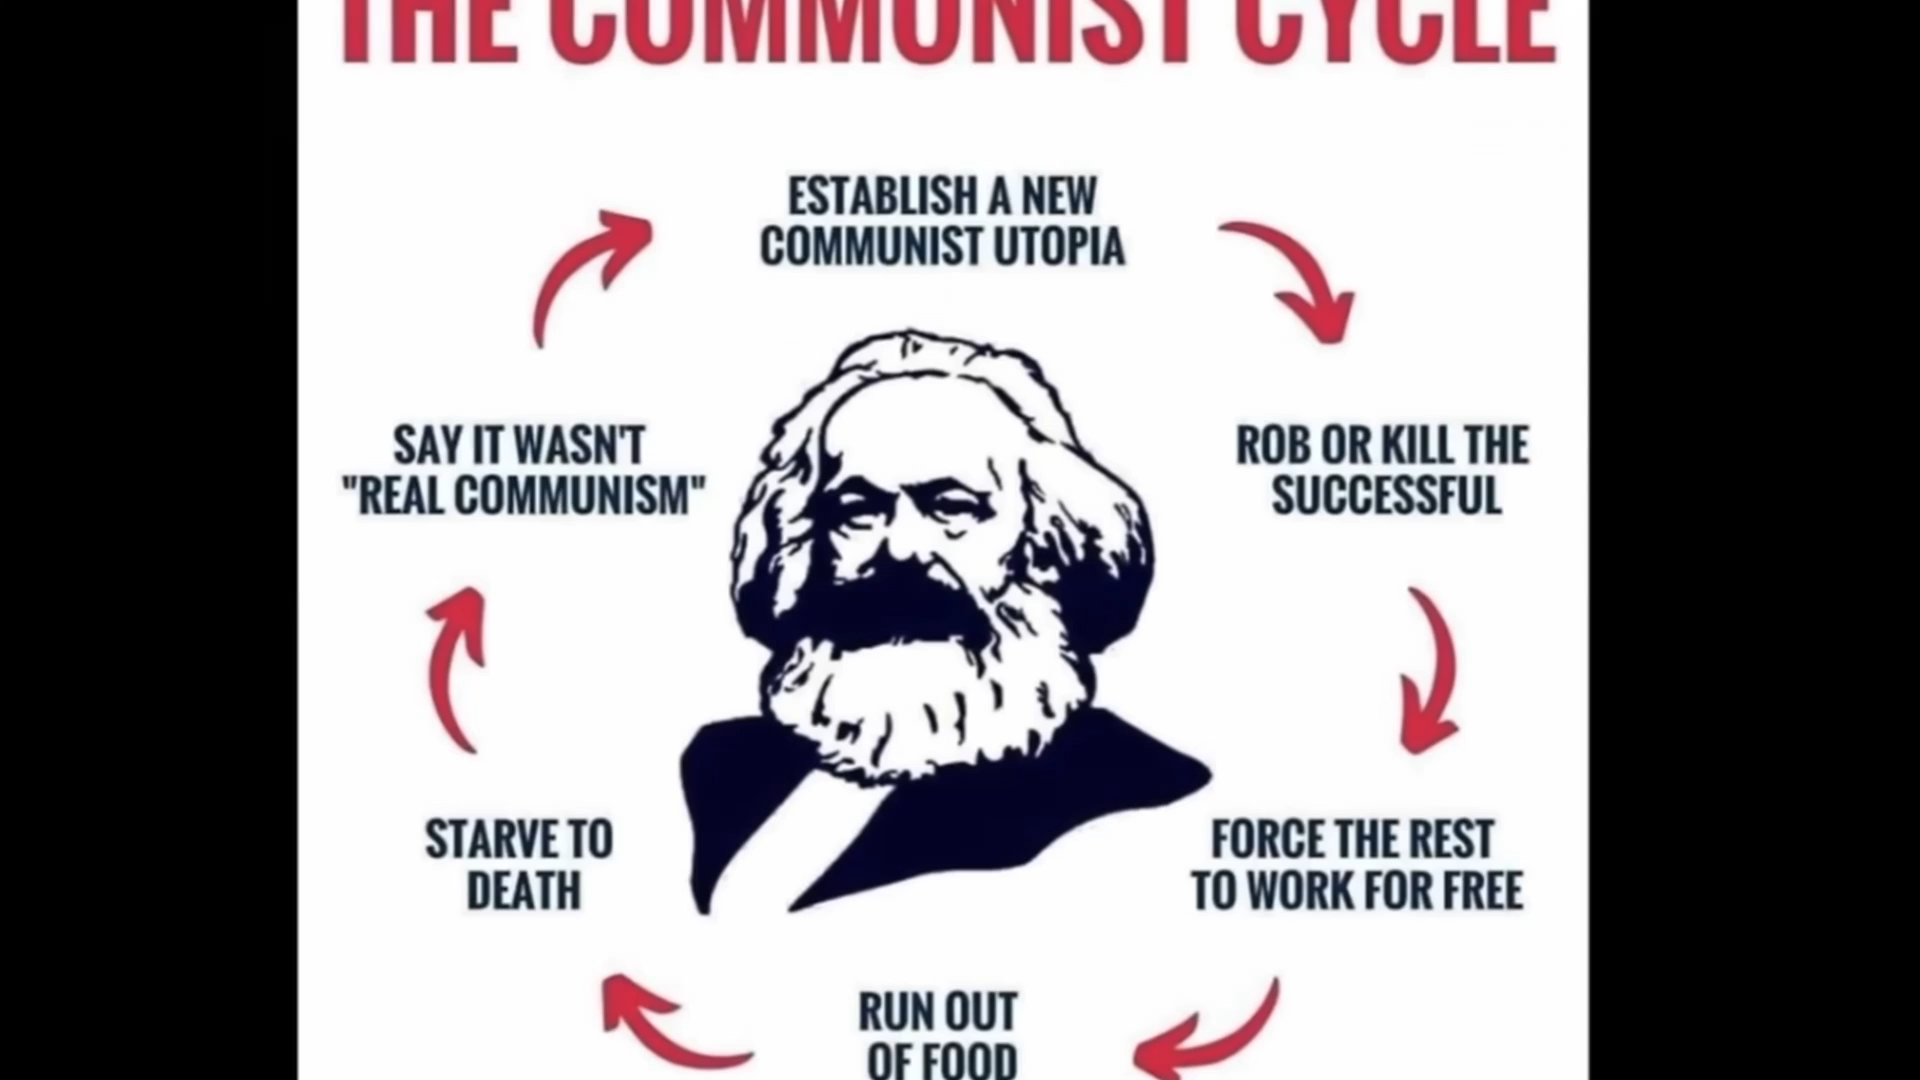 THE COMMUNIST CYCLE
ESTABLISH A NEW
COMMUNIST UTOPIA
SAY IT WASN'T
"REAL COMMUNISM"
ROB OR KILL THE
SUCCESSFUL
STARVE TO
DEATH
FORCE THE REST
TO WORK FOR FREE
RUN OUT
OF FOOD